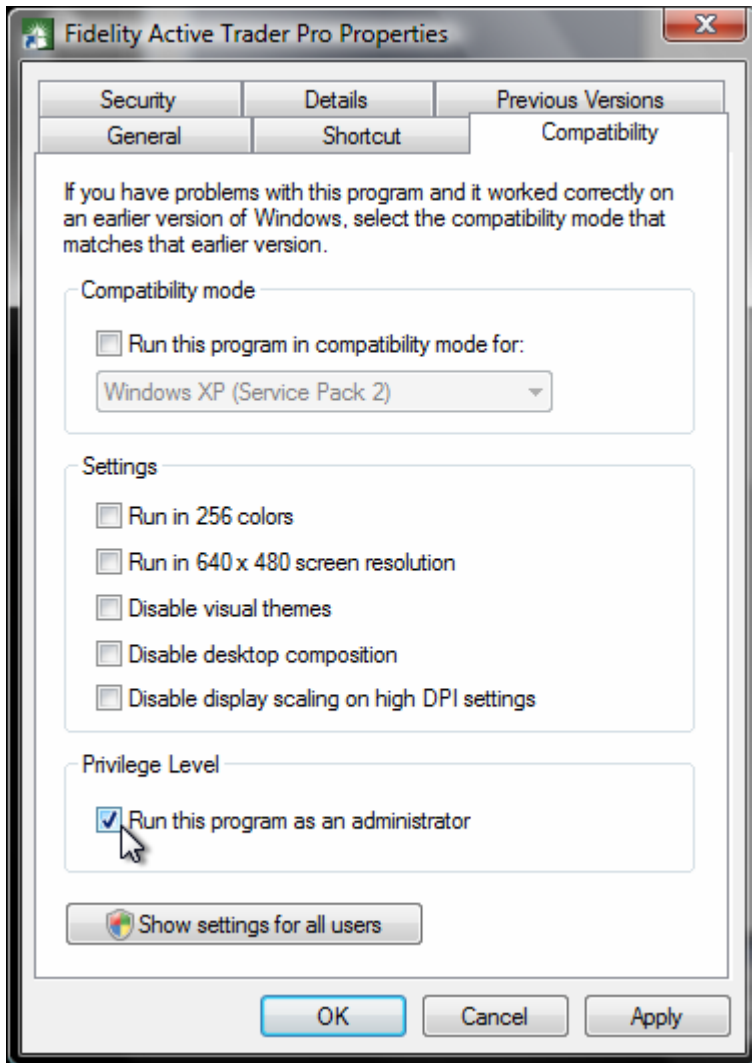 Fidelity Active Trader Pro Properties
Security
Details
Previous Versions
General
Shortcut
Compatibility
If you have problems with this program and it worked correctly on
an earlier version of Windows, select the compatibility mode that
matches that earlier version.
Compatibility mode
Run this program in compatibility mode for:
Windows XP (Service Pack 2)
Settings
Run in 256 colors
Run in 640 x 480 screen resolution
Disable visual themes
Disable desktop composition
Disable display scaling on high DPI settings
Privilege Level
Run this program as an administrator
Show settings for all users
OK
Cancel
Apply